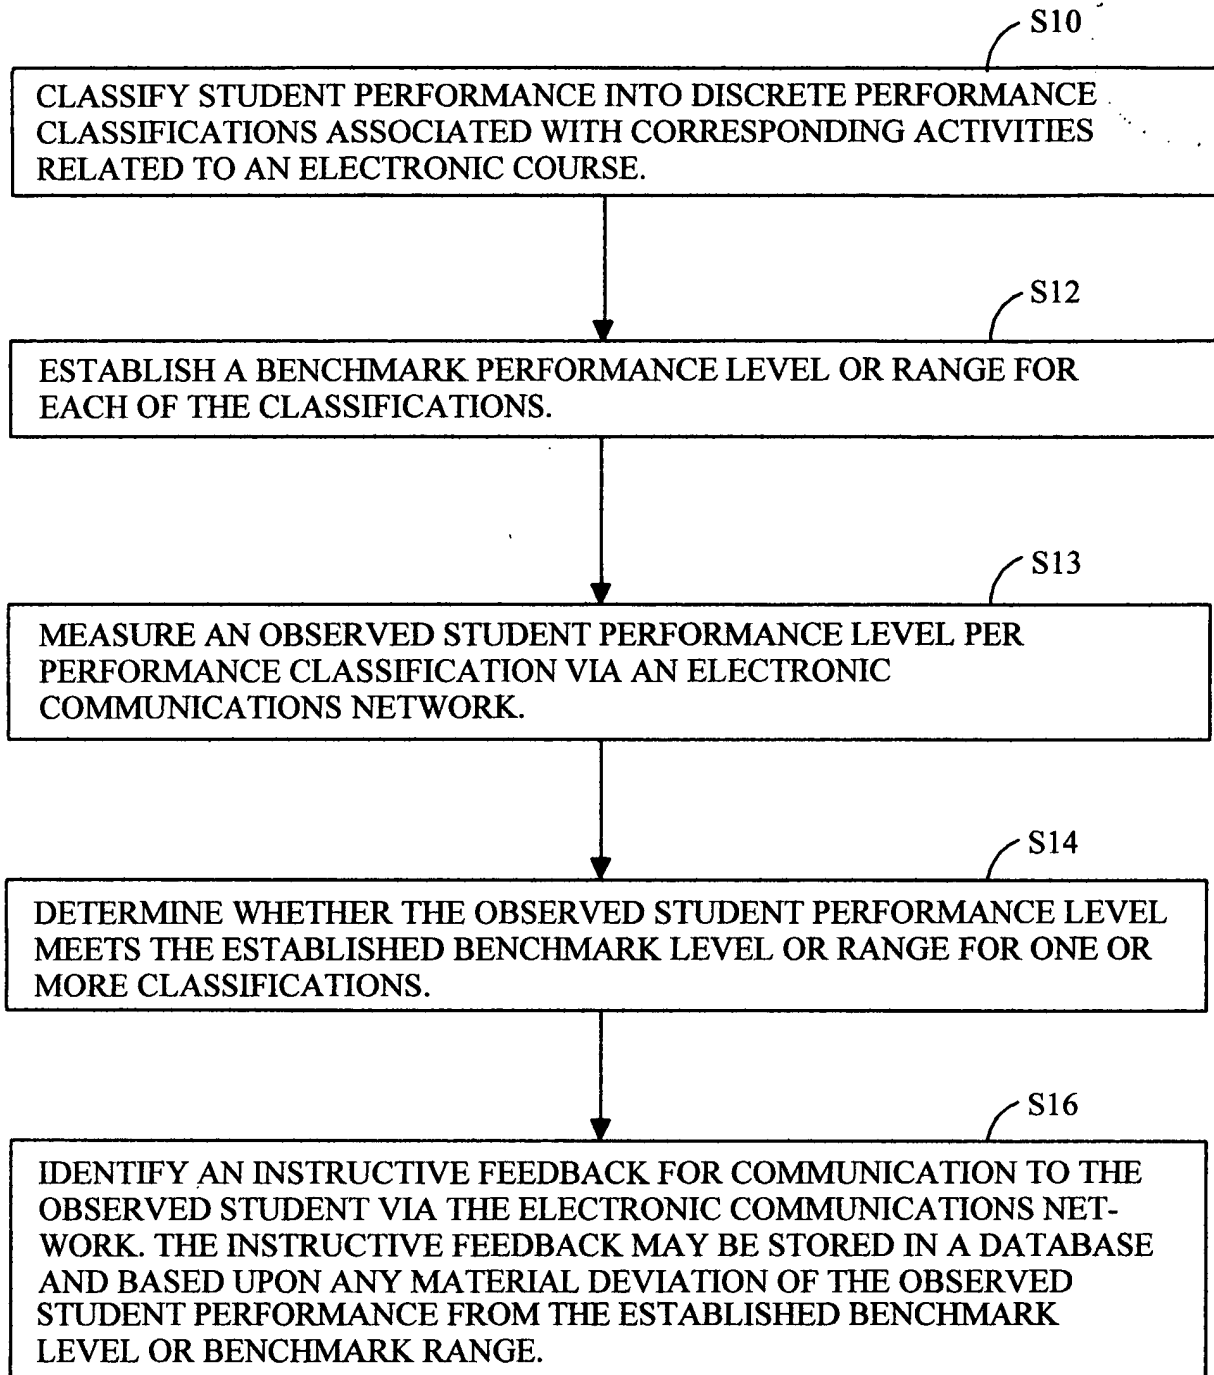 S10
CLASSIFY STUDENT PERFORMANCE INTO DISCRETE PERFORMANCE
CLASSIFICATIONS ASSOCIATED WITH CORRESPONDING ACTIVITIES
RELATED TO AN ELECTRONIC COURSE.
S12
ESTABLISH A BENCHMARK PERFORMANCE LEVEL OR RANGE FOR
EACH OF THE CLASSIFICATIONS.
S13
MEASURE AN OBSERVED STUDENT PERFORMANCE LEVEL PER
PERFORMANCE CLASSIFICATION VIA AN ELECTRONIC
COMMUNICATIONS NETWORK.
S14
DETERMINE WHETHER THE OBSERVED STUDENT PERFORMANCE LEVEL
MEETS THE ESTABLISHED BENCHMARK LEVEL OR RANGE FOR ONE OR
MORE CLASSIFICATIONS.
S16
IDENTIFY AN INSTRUCTIVE FEEDBACK FOR COMMUNICATION TO THE
OBSERVED STUDENT VIA THE ELECTRONIC COMMUNICATIONS NET-
WORK. THE INSTRUCTIVE FEEDBACK MAY BE STORED IN A DATABASE
AND BASED UPON ANY MATERIAL DEVIATION OF THE OBSERVED
STUDENT PERFORMANCE FROM THE ESTABLISHED BENCHMARK
LEVEL OR BENCHMARK RANGE.